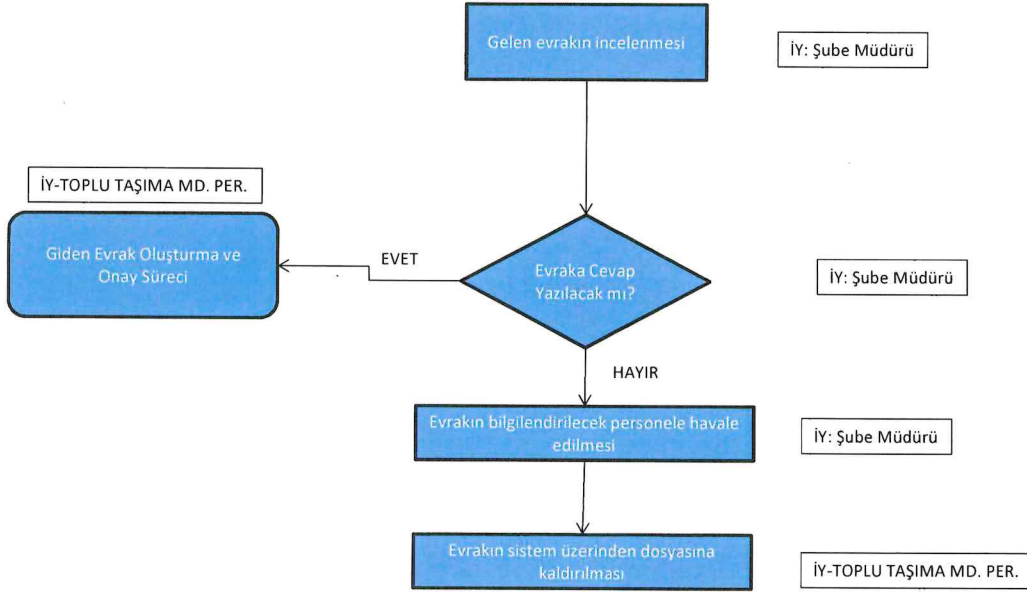 Gelen evrakın incelenmesi
İY: Şube Müdürü
İY-TOPLU TAŞIMA MD. PER.
Giden Evrak Oluşturma ve
Onay Süreci
EVET
Evraka Cevap
Yazılacak mı?
İY: Şube Müdürü
HAYIR
Evrakın bilgilendirilecek personele havale
edilmesi
İY: Şube Müdürü
Evrakın sistem üzerinden dosyasına
kaldırılması
İY-TOPLU TAŞIMA MD. PER.